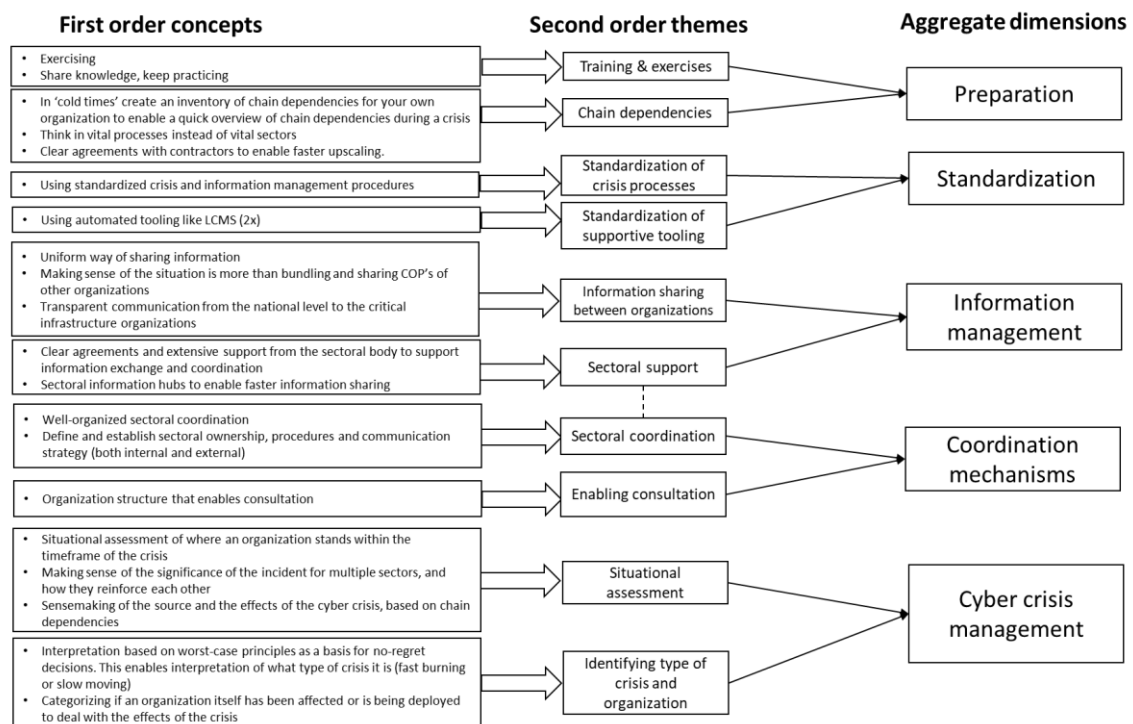 First order concepts
Second order themes
Aggregate dimensions
• Exercising
• Share knowledge, keep practicing
Training & exercises
Preparation
• In ‘cold times’ create an inventory of chain dependencies for your own
organization to enable a quick overview of chain dependencies during a crisis
• Think in vital processes instead of vital sectors
• Clear agreements with contractors to enable faster upscaling.
Chain dependencies
• Using standardized crisis and information management procedures
Standardization of
crisis processes
Standardization
• Using automated tooling like LCMS (2x)
Standardization of
supportive tooling
• Uniform way of sharing information
• Making sense of the situation is more than bundling and sharing COP’s of
other organizations
• Transparent communication from the national level to the critical
infrastructure organizations
Information sharing
between organizations
Information
management
• Clear agreements and extensive support from the sectoral body to support
information exchange and coordination
• Sectoral information hubs to enable faster information sharing
Sectoral support
• Well-organized sectoral coordination
• Define and establish sectoral ownership, procedures and communication
strategy (both internal and external)
Sectoral coordination
Coordination
mechanisms
• Organization structure that enables consultation
Enabling consultation
• Situational assessment of where an organization stands within the
timeframe of the crisis
• Making sense of the significance of the incident for multiple sectors, and
how they reinforce each other
• Sensemaking of the source and the effects of the cyber crisis, based on chain
dependencies
Situational
assessment
Cyber crisis
management
• Interpretation based on worst-case principles as a basis for no-regret
decisions. This enables interpretation of what type of crisis it is (fast burning
or slow moving)
• Categorizing if an organization itself has been affected or is being deployed
to deal with the effects of the crisis
Identifying type of
crisis and
organization